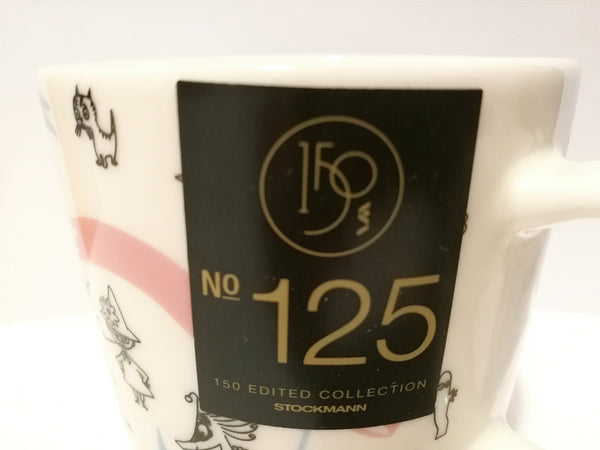 150
Nº 125
150 EDITED COLLECTION
STOCKMANN